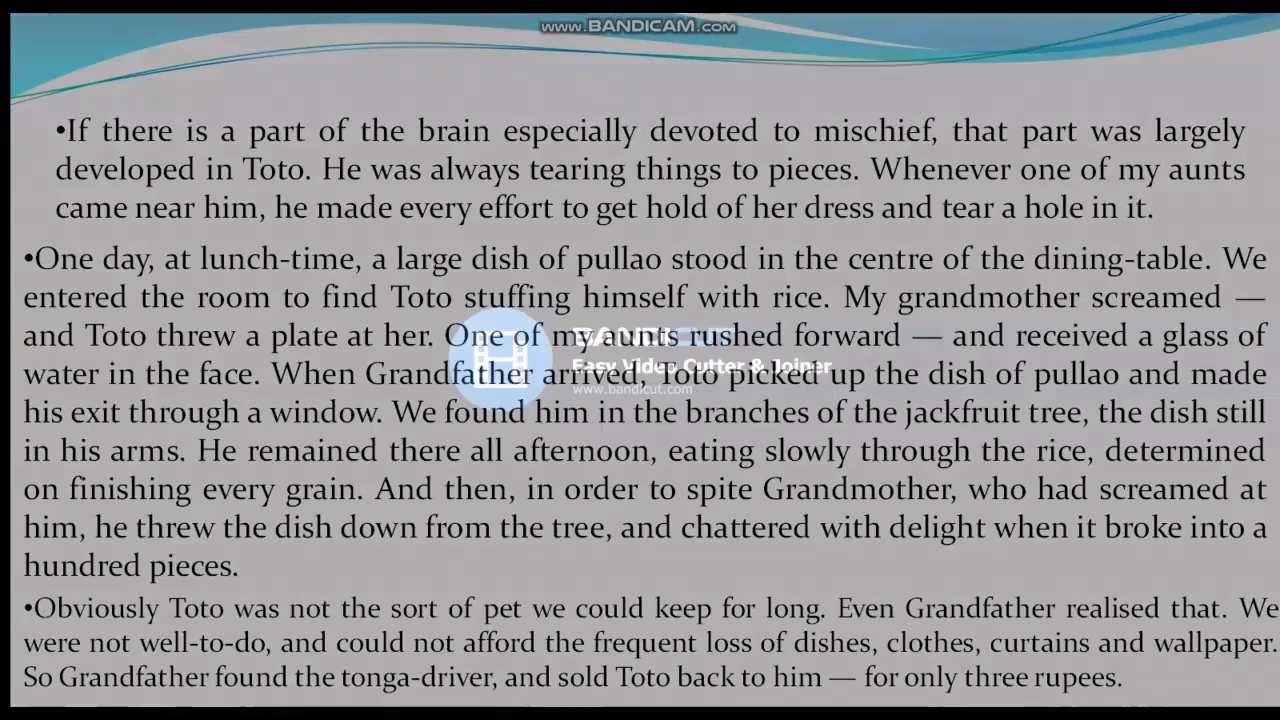 www.BANDICAM.com
•If there is a part of the brain especially devoted to mischief, that part was largely
developed in Toto. He was always tearing things to pieces. Whenever one of my aunts
came near him, he made every effort to get hold of her dress and tear a hole in it.
•One day, at lunch-time, a large dish of pullao stood in the centre of the dining-table. We
entered the room to find Toto stuffing himself with rice. My grandmother screamed —
and Toto threw a plate at her. One of my aunts rushed forward — and received a glass of
BANDICUT
Easy Video Cutter & Joiner
www.bandicut.com
water in the face. When Grandfather arrived, Toto picked up the dish of pullao and made
his exit through a window. We found him in the branches of the jackfruit tree, the dish still
in his arms. He remained there all afternoon, eating slowly through the rice, determined
on finishing every grain. And then, in order to spite Grandmother, who had screamed at
him, he threw the dish down from the tree, and chattered with delight when it broke into a
hundred pieces.
•Obviously Toto was not the sort of pet we could keep for long. Even Grandfather realised that. We
were not well-to-do, and could not afford the frequent loss of dishes, clothes, curtains and wallpaper.
So Grandfather found the tonga-driver, and sold Toto back to him — for only three rupees.